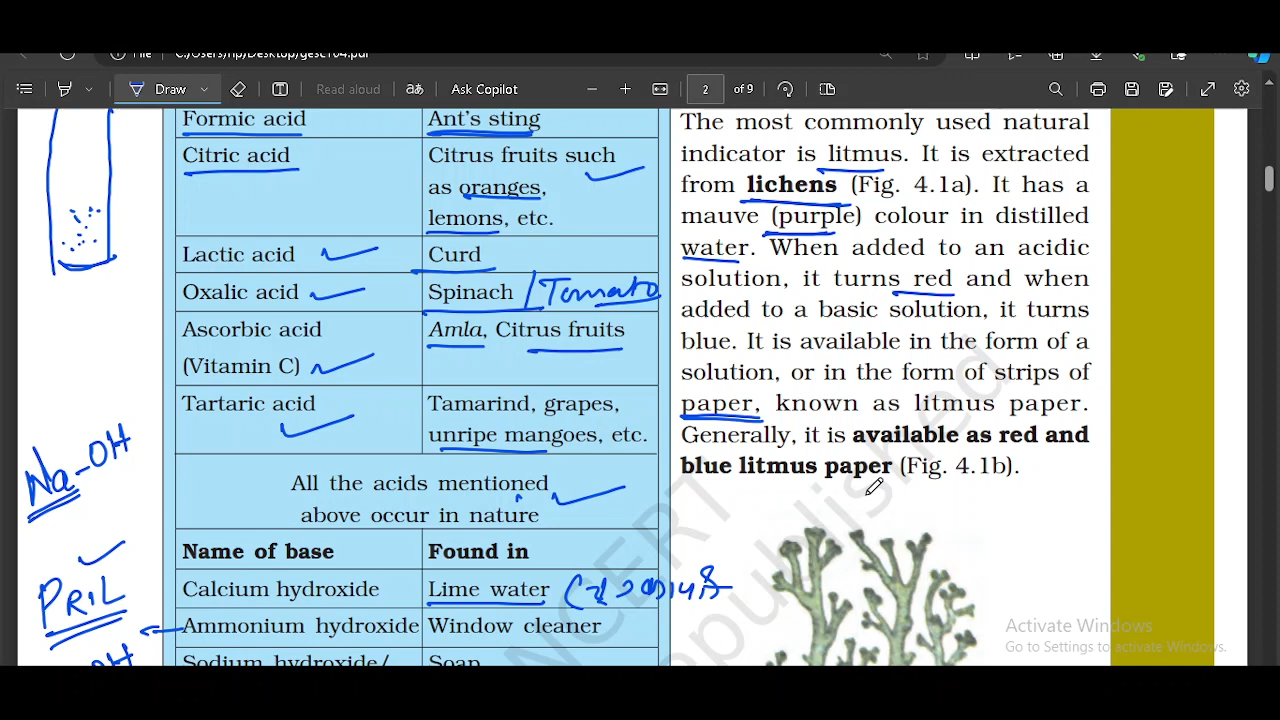 File
C:/Users/hp/Desktop/gesc104.pdf
Draw
Read aloud
Ask Copilot
2 of 9
Formic acid Ant's sting
Citric acid Citrus fruits such
as oranges,
lemons, etc.
Lactic acid Curd
Oxalic acid Spinach / Tomato
Ascorbic acid Amla, Citrus fruits
(Vitamin C)
Tartaric acid Tamarind, grapes,
unripe mangoes, etc.
All the acids mentioned
above occur in nature
Name of base Found in
Calcium hydroxide Lime water
Ammonium hydroxide Window cleaner
Sodium hydroxide/ Soap
Na-OH
PRIL
OH
The most commonly used natural
indicator is litmus. It is extracted
from lichens (Fig. 4.1a). It has a
mauve (purple) colour in distilled
water. When added to an acidic
solution, it turns red and when
added to a basic solution, it turns
blue. It is available in the form of a
solution, or in the form of strips of
paper, known as litmus paper.
Generally, it is available as red and
blue litmus paper (Fig. 4.1b).
NCERT
republished
Activate Windows
Go to Settings to activate Windows.